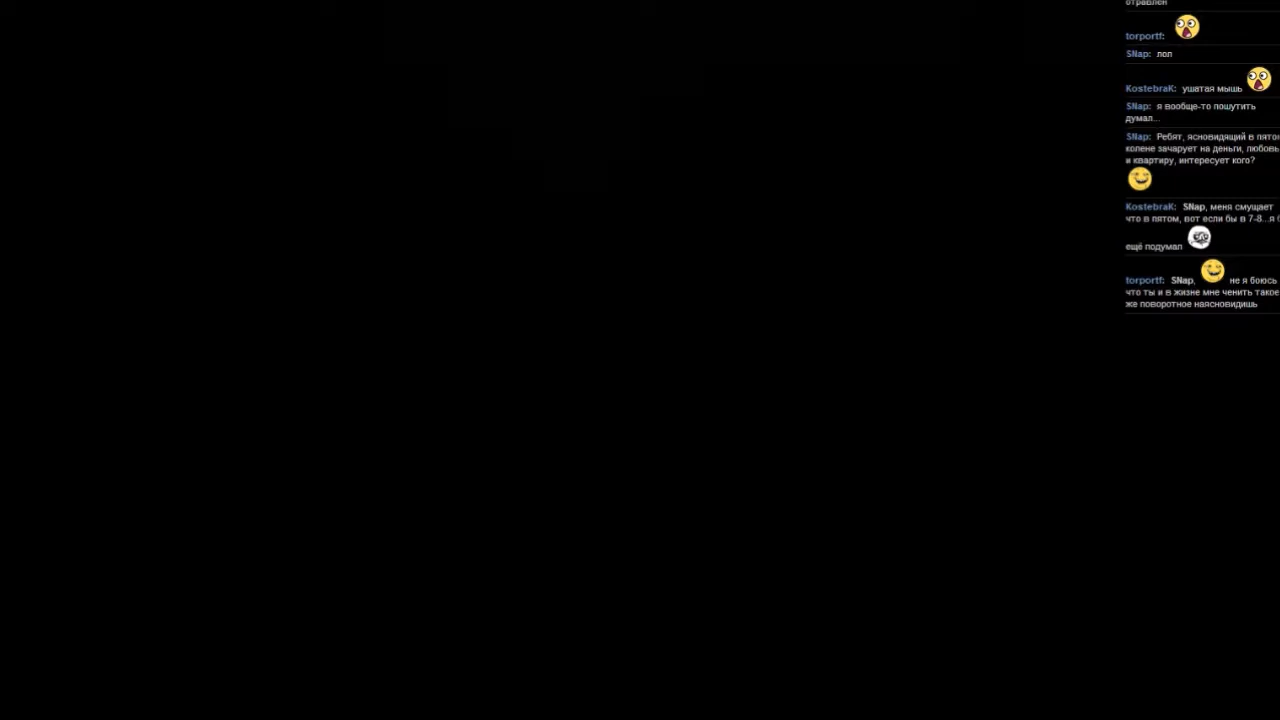 отравлен
torportf:
SNap: лол
KostebraK: ушатая мышь
SNap: я вообще-то пошутить
думал...
SNap: Ребят, ясновидящий в пятом
колене зачарует на деньги, любовь
и квартиру, интересует кого?
KostebraK: SNap, меня смущает
что в пятом, вот если бы в 7-8...я б
ещё подумал
torportf: SNap, не я боюсь
что ты и в жизне мне ченить такое
же поворотное наясновидишь